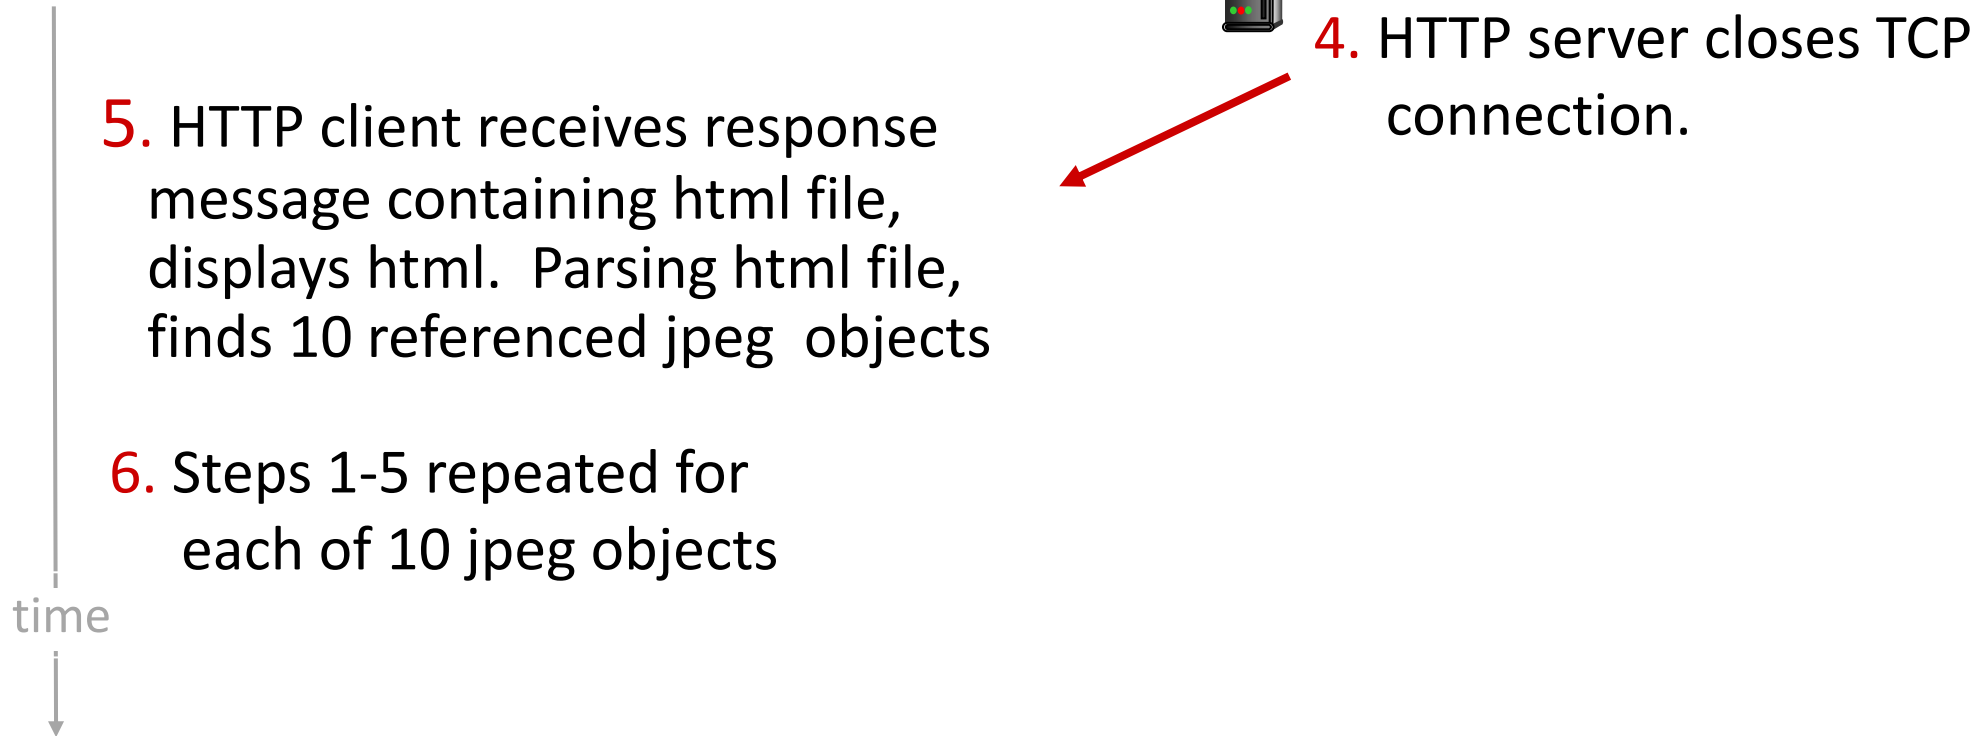 4. HTTP server closes TCP
connection.
5. HTTP client receives response
message containing html file,
displays html.  Parsing html file,
finds 10 referenced jpeg  objects
6. Steps 1-5 repeated for
each of 10 jpeg objects
time